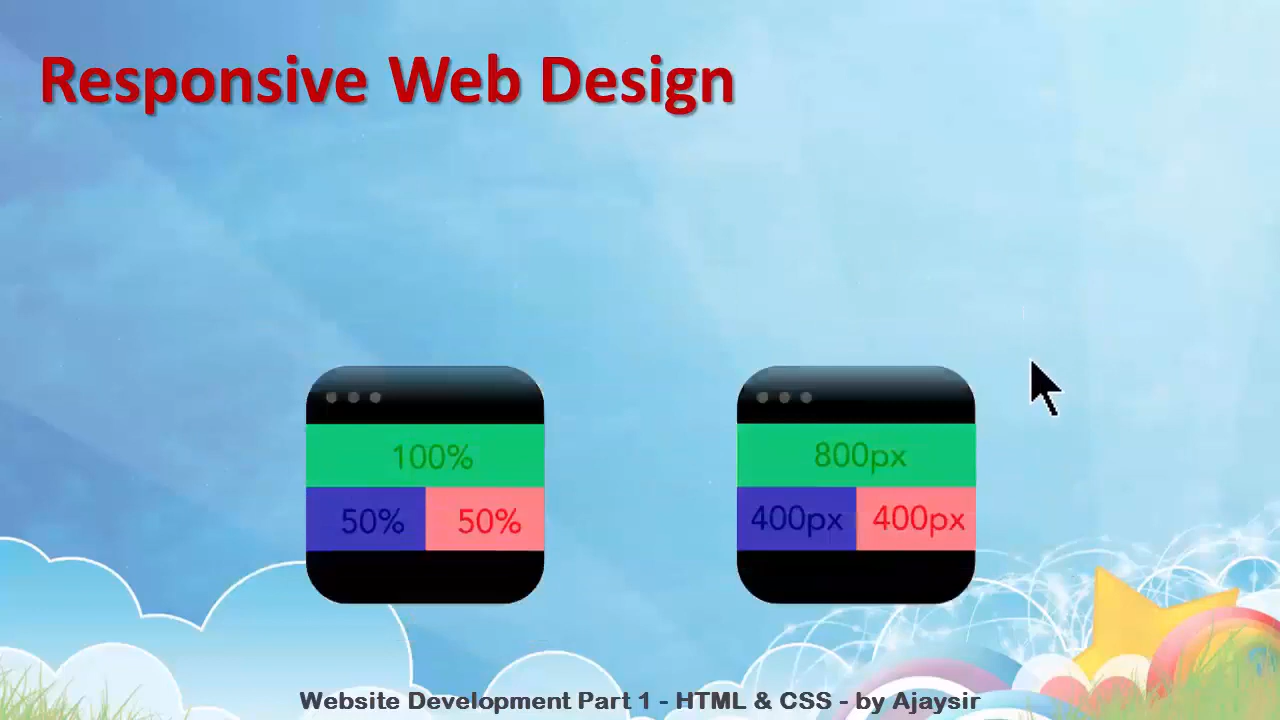 Responsive Web Design
100%
50% 50%
800px
400px 400px
Website Development Part 1 - HTML & CSS - by Ajaysir